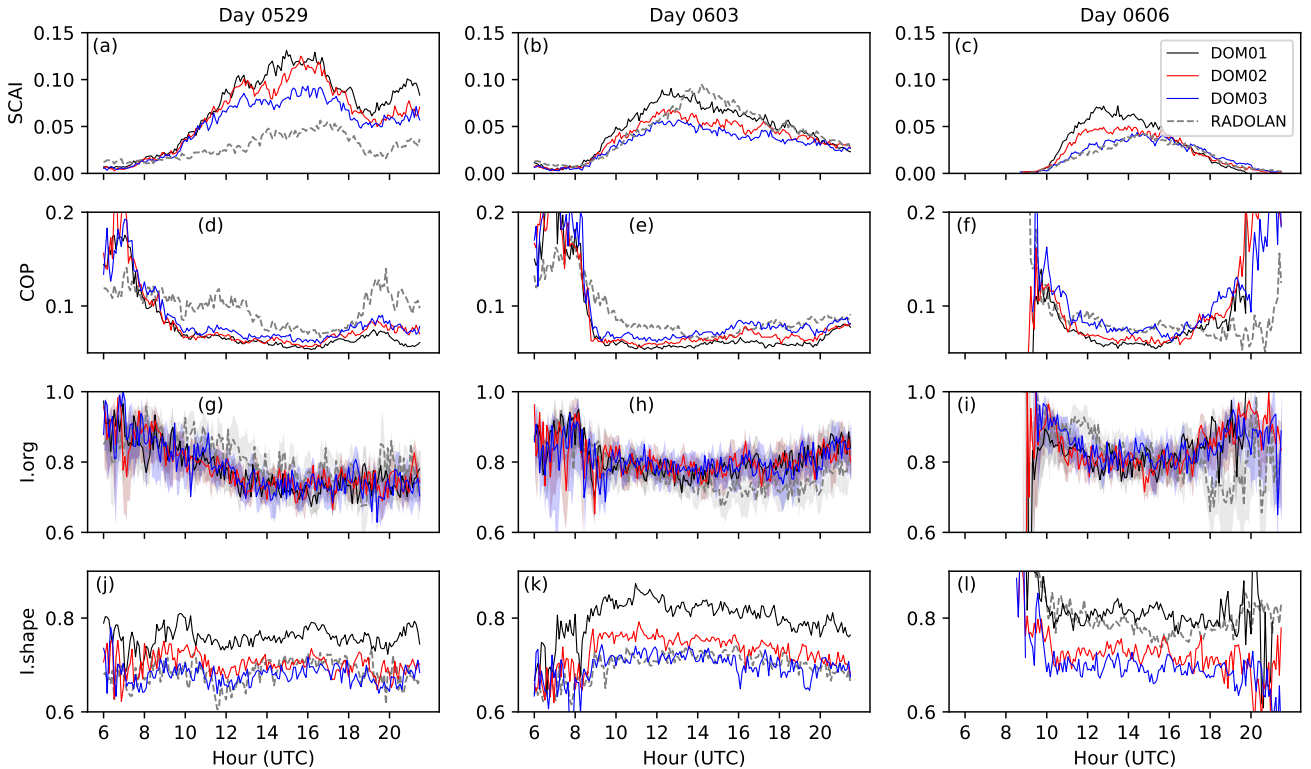 Day 0529 Day 0603 Day 0606
SCAI 0.15 0.10 0.05 0.00 (a)
0.15 0.10 0.05 0.00 (b)
0.15 0.10 0.05 0.00 (c)
DOM01
DOM02
DOM03
RADOLAN
COP 0.2 0.1 (d)
0.2 0.1 (e)
0.2 0.1 (f)
I.org 1.0 0.8 0.6 (g)
1.0 0.8 0.6 (h)
1.0 0.8 0.6 (i)
I.shape 0.8 0.6 (j)
0.8 0.6 (k)
0.8 0.6 (l)
6 8 10 12 14 16 18 20
6 8 10 12 14 16 18 20
6 8 10 12 14 16 18 20
Hour (UTC) Hour (UTC) Hour (UTC)